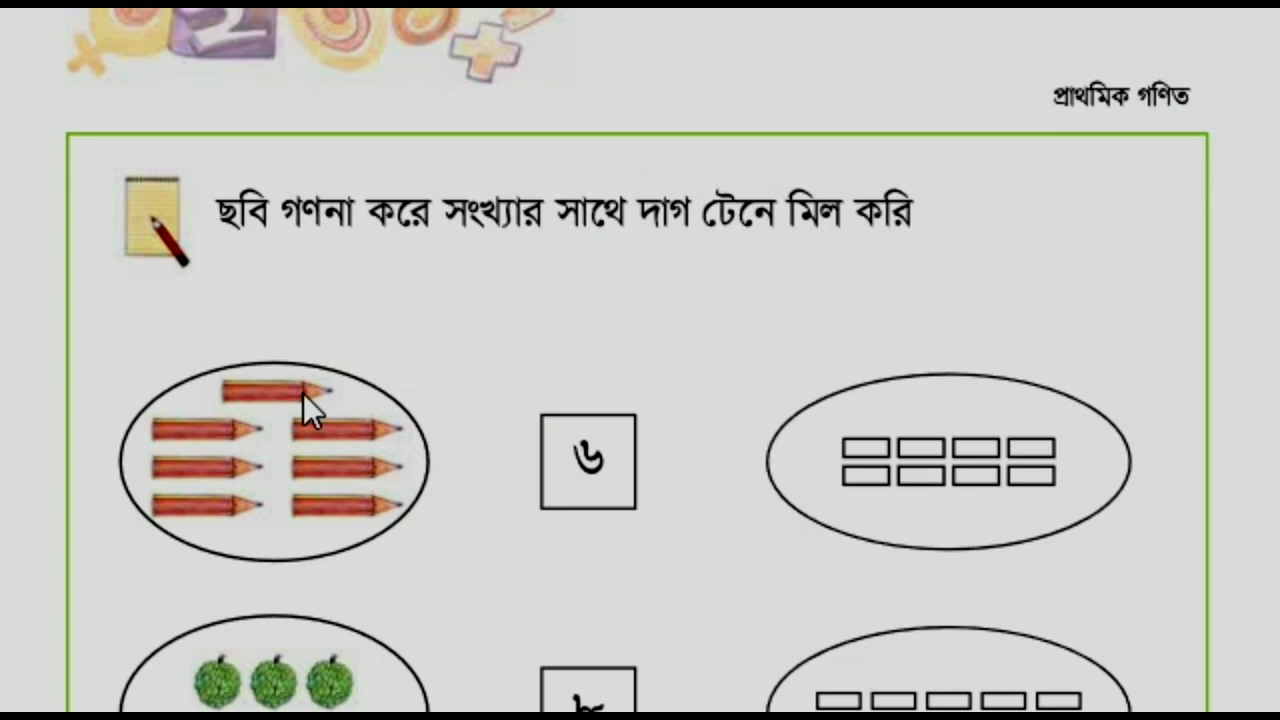 প্রাথমিক গণিত
ছবি গণনা করে সংখ্যার সাথে দাগ টেনে মিল করি
৬